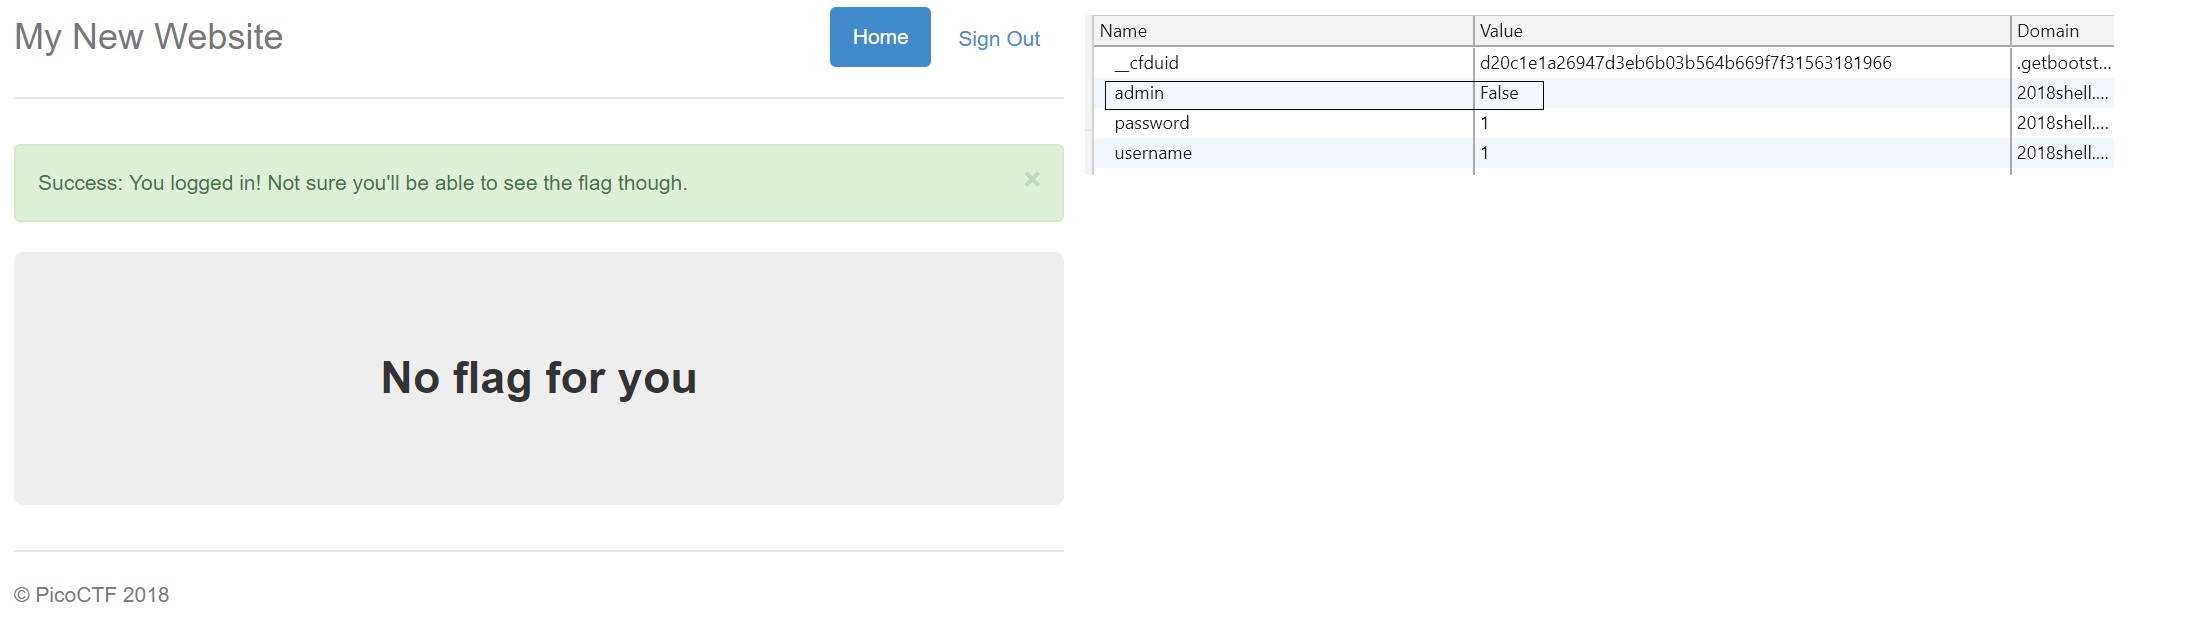 My New Website
Home
Sign Out
Success: You logged in! Not sure you'll be able to see the flag though.
×
No flag for you
© PicoCTF 2018
Name Value Domain
__cfduid d20c1e1a26947d3eb6b03b564b669f7f31563181966 .getbootst...
admin False 2018shell....
password 1 2018shell....
username 1 2018shell....